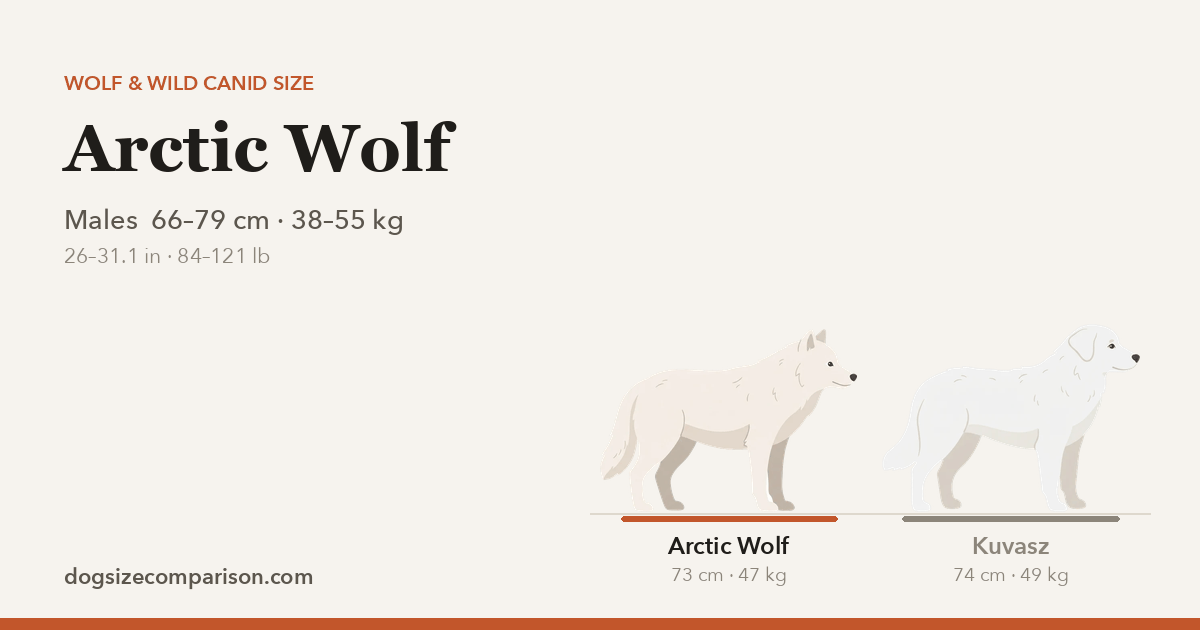 WOLF & WILD CANID SIZE
Arctic Wolf
Males 66–79 cm · 38–55 kg
26–31.1 in · 84–121 lb
Arctic Wolf
73 cm · 47 kg
Kuvasz
74 cm · 49 kg
dogsizecomparison.com